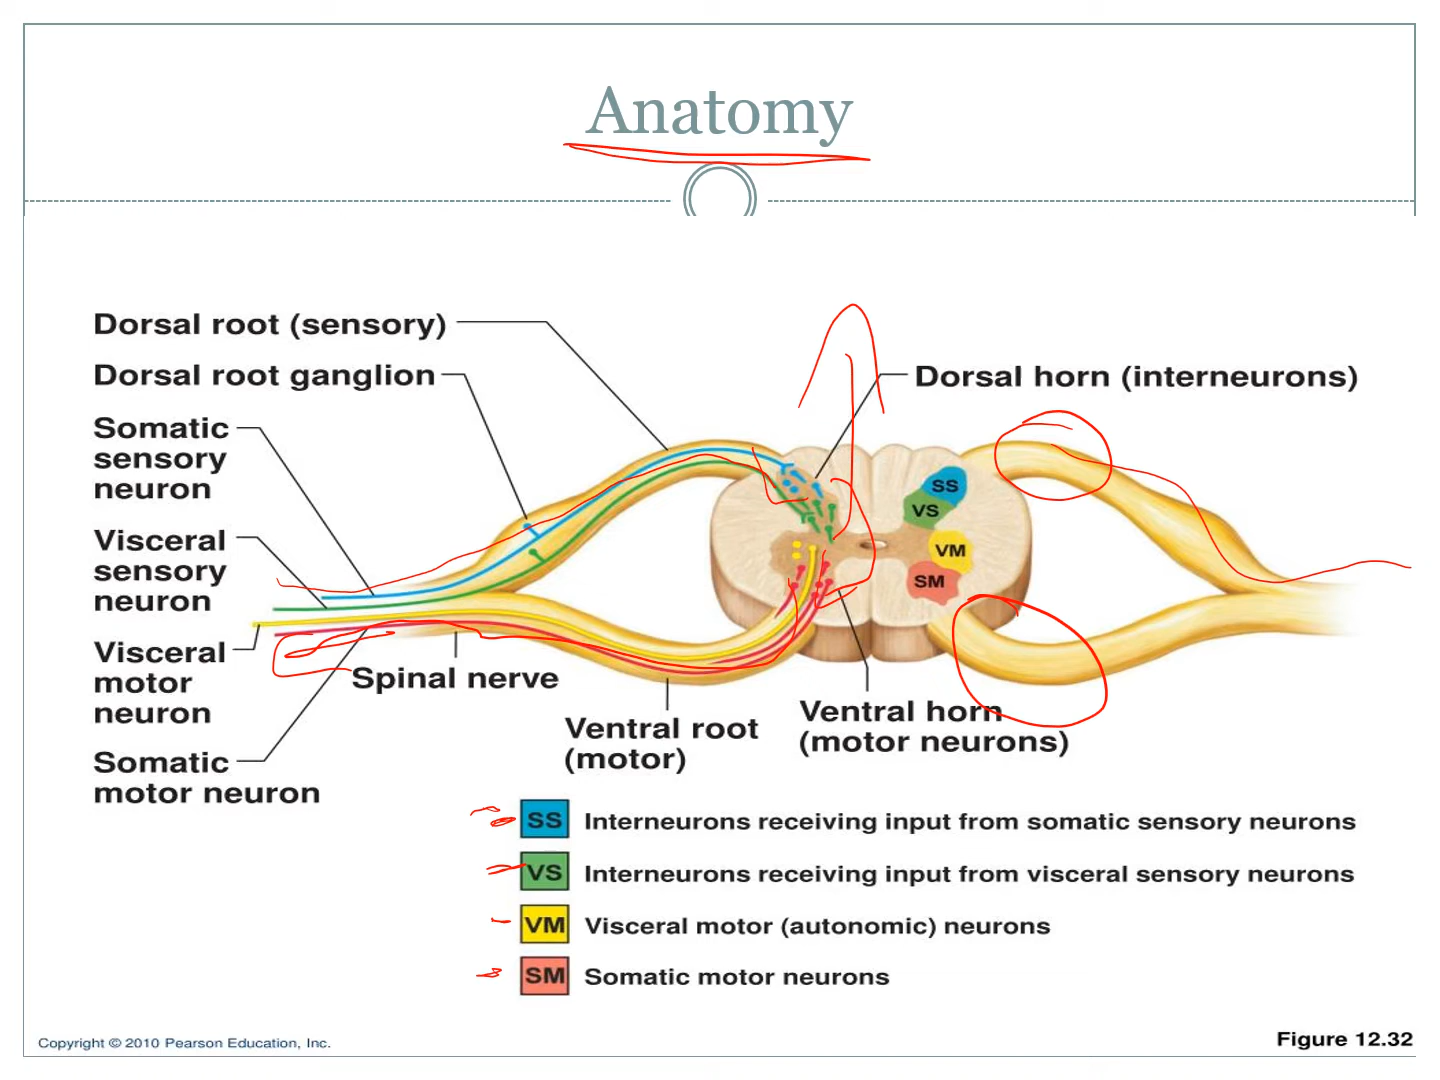 Anatomy
Dorsal root (sensory)
Dorsal root ganglion
Somatic
sensory
neuron
Visceral
sensory
neuron
Visceral
motor
neuron
Somatic
motor neuron
Spinal nerve
Ventral root
(motor)
Dorsal horn (interneurons)
SS
VS
VM
SM
Ventral horn
(motor neurons)
SS Interneurons receiving input from somatic sensory neurons
VS Interneurons receiving input from visceral sensory neurons
VM Visceral motor (autonomic) neurons
SM Somatic motor neurons
Copyright © 2010 Pearson Education, Inc.
Figure 12.32